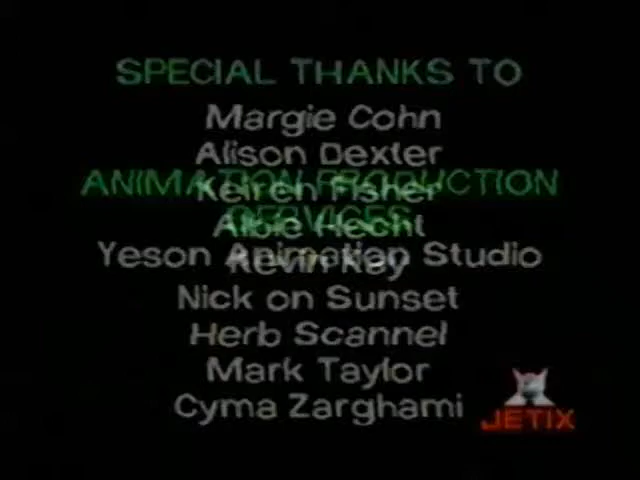 SPECIAL THANKS TO
Margie Cohn
Alison Dexter
ANIMATION PRODUCTION
Keiren Fisher
SERVICES
Albie Hecht
Yeson Animation Studio
Kevin Kay
Nick on Sunset
Herb Scannel
Mark Taylor
Cyma Zarghami
JETIX